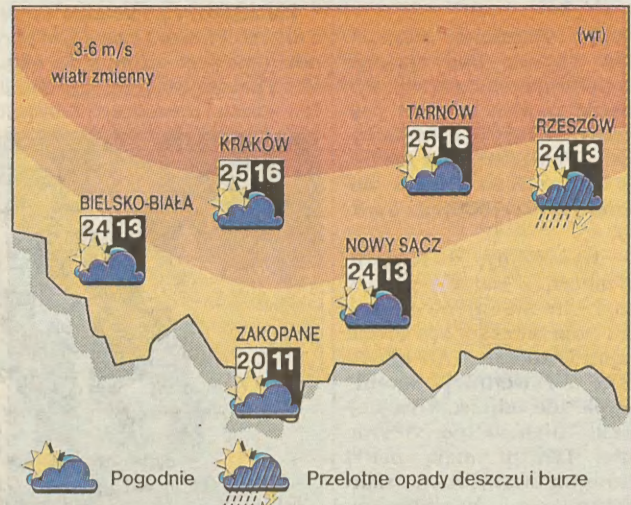 3-6 m/s
wiatr zmienny
(wr)
TARNÓW
25 16
RZESZÓW
24 13
KRAKÓW
25 16
BIELSKO-BIAŁA
24 13
NOWY SĄCZ
24 13
ZAKOPANE
20 11
Pogodnie
Przelotne opady deszczu i burze